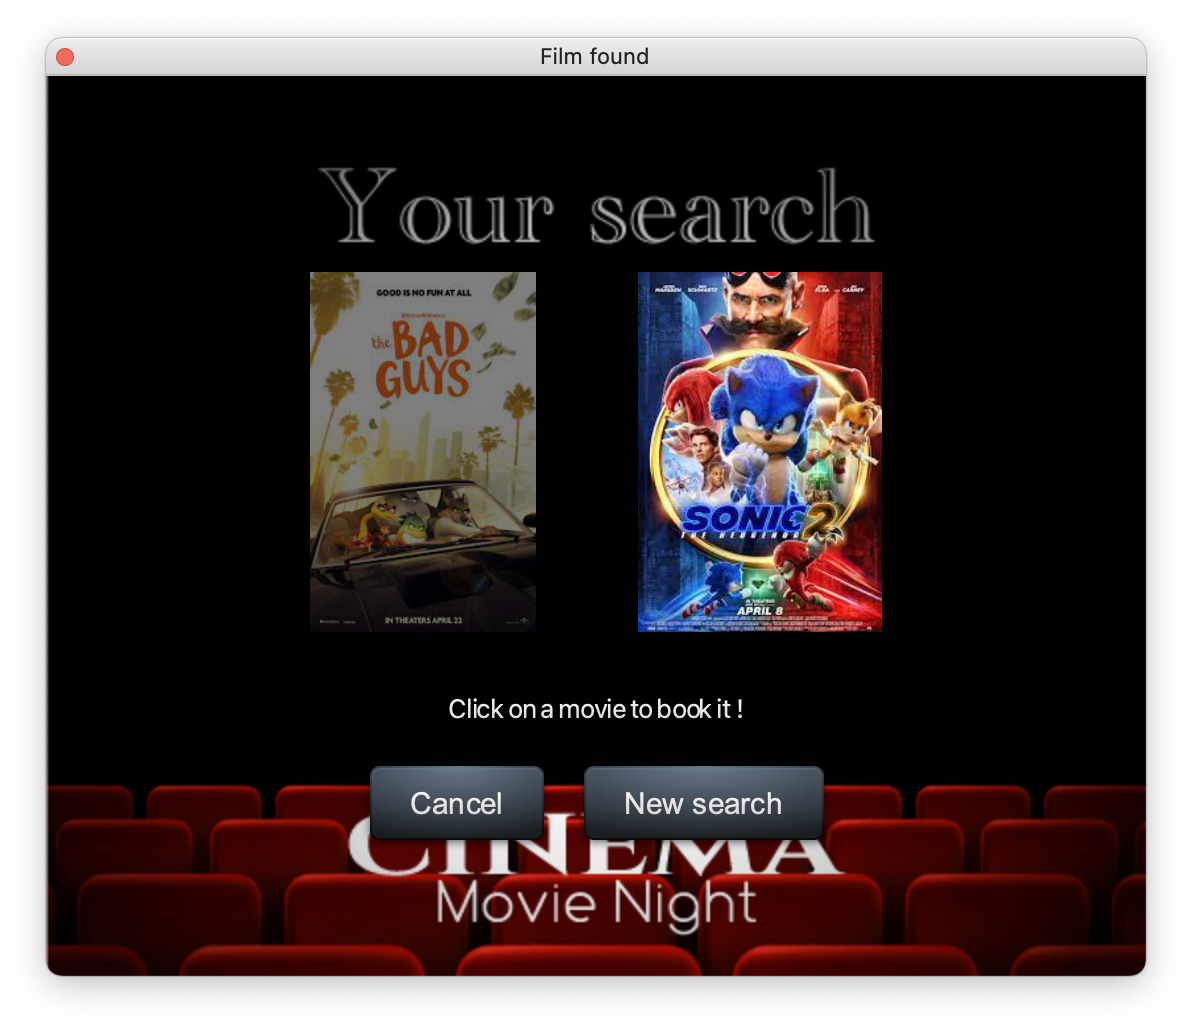 Film found
Your search
GOOD IS NO FUN AT ALL
the BAD
GUYS
IN THEATERS APRIL 22
SONIC 2
THE HEDGEHOG
APRIL 8
Click on a movie to book it !
Cancel
New search
CINEMA
Movie Night